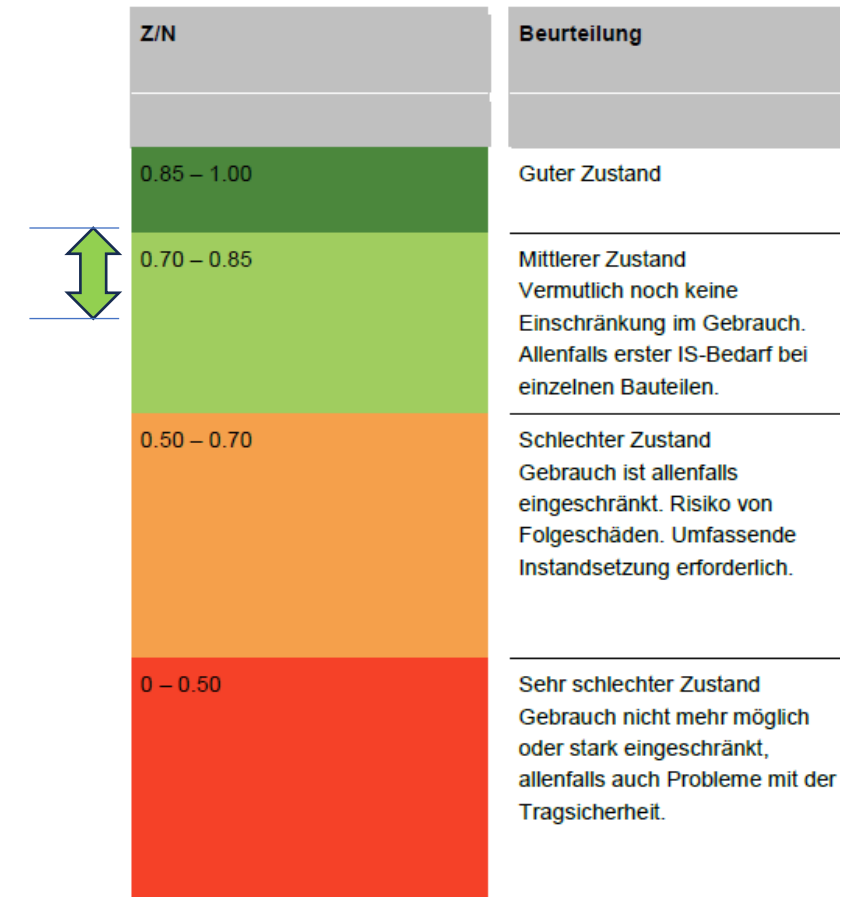 Z/N
Beurteilung
0.85 – 1.00
Guter Zustand
0.70 – 0.85
Mittlerer Zustand
Vermutlich noch keine
Einschränkung im Gebrauch.
Allenfalls erster IS-Bedarf bei
einzelnen Bauteilen.
0.50 – 0.70
Schlechter Zustand
Gebrauch ist allenfalls
eingeschränkt. Risiko von
Folgeschäden. Umfassende
Instandsetzung erforderlich.
0 – 0.50
Sehr schlechter Zustand
Gebrauch nicht mehr möglich
oder stark eingeschränkt,
allenfalls auch Probleme mit der
Tragsicherheit.